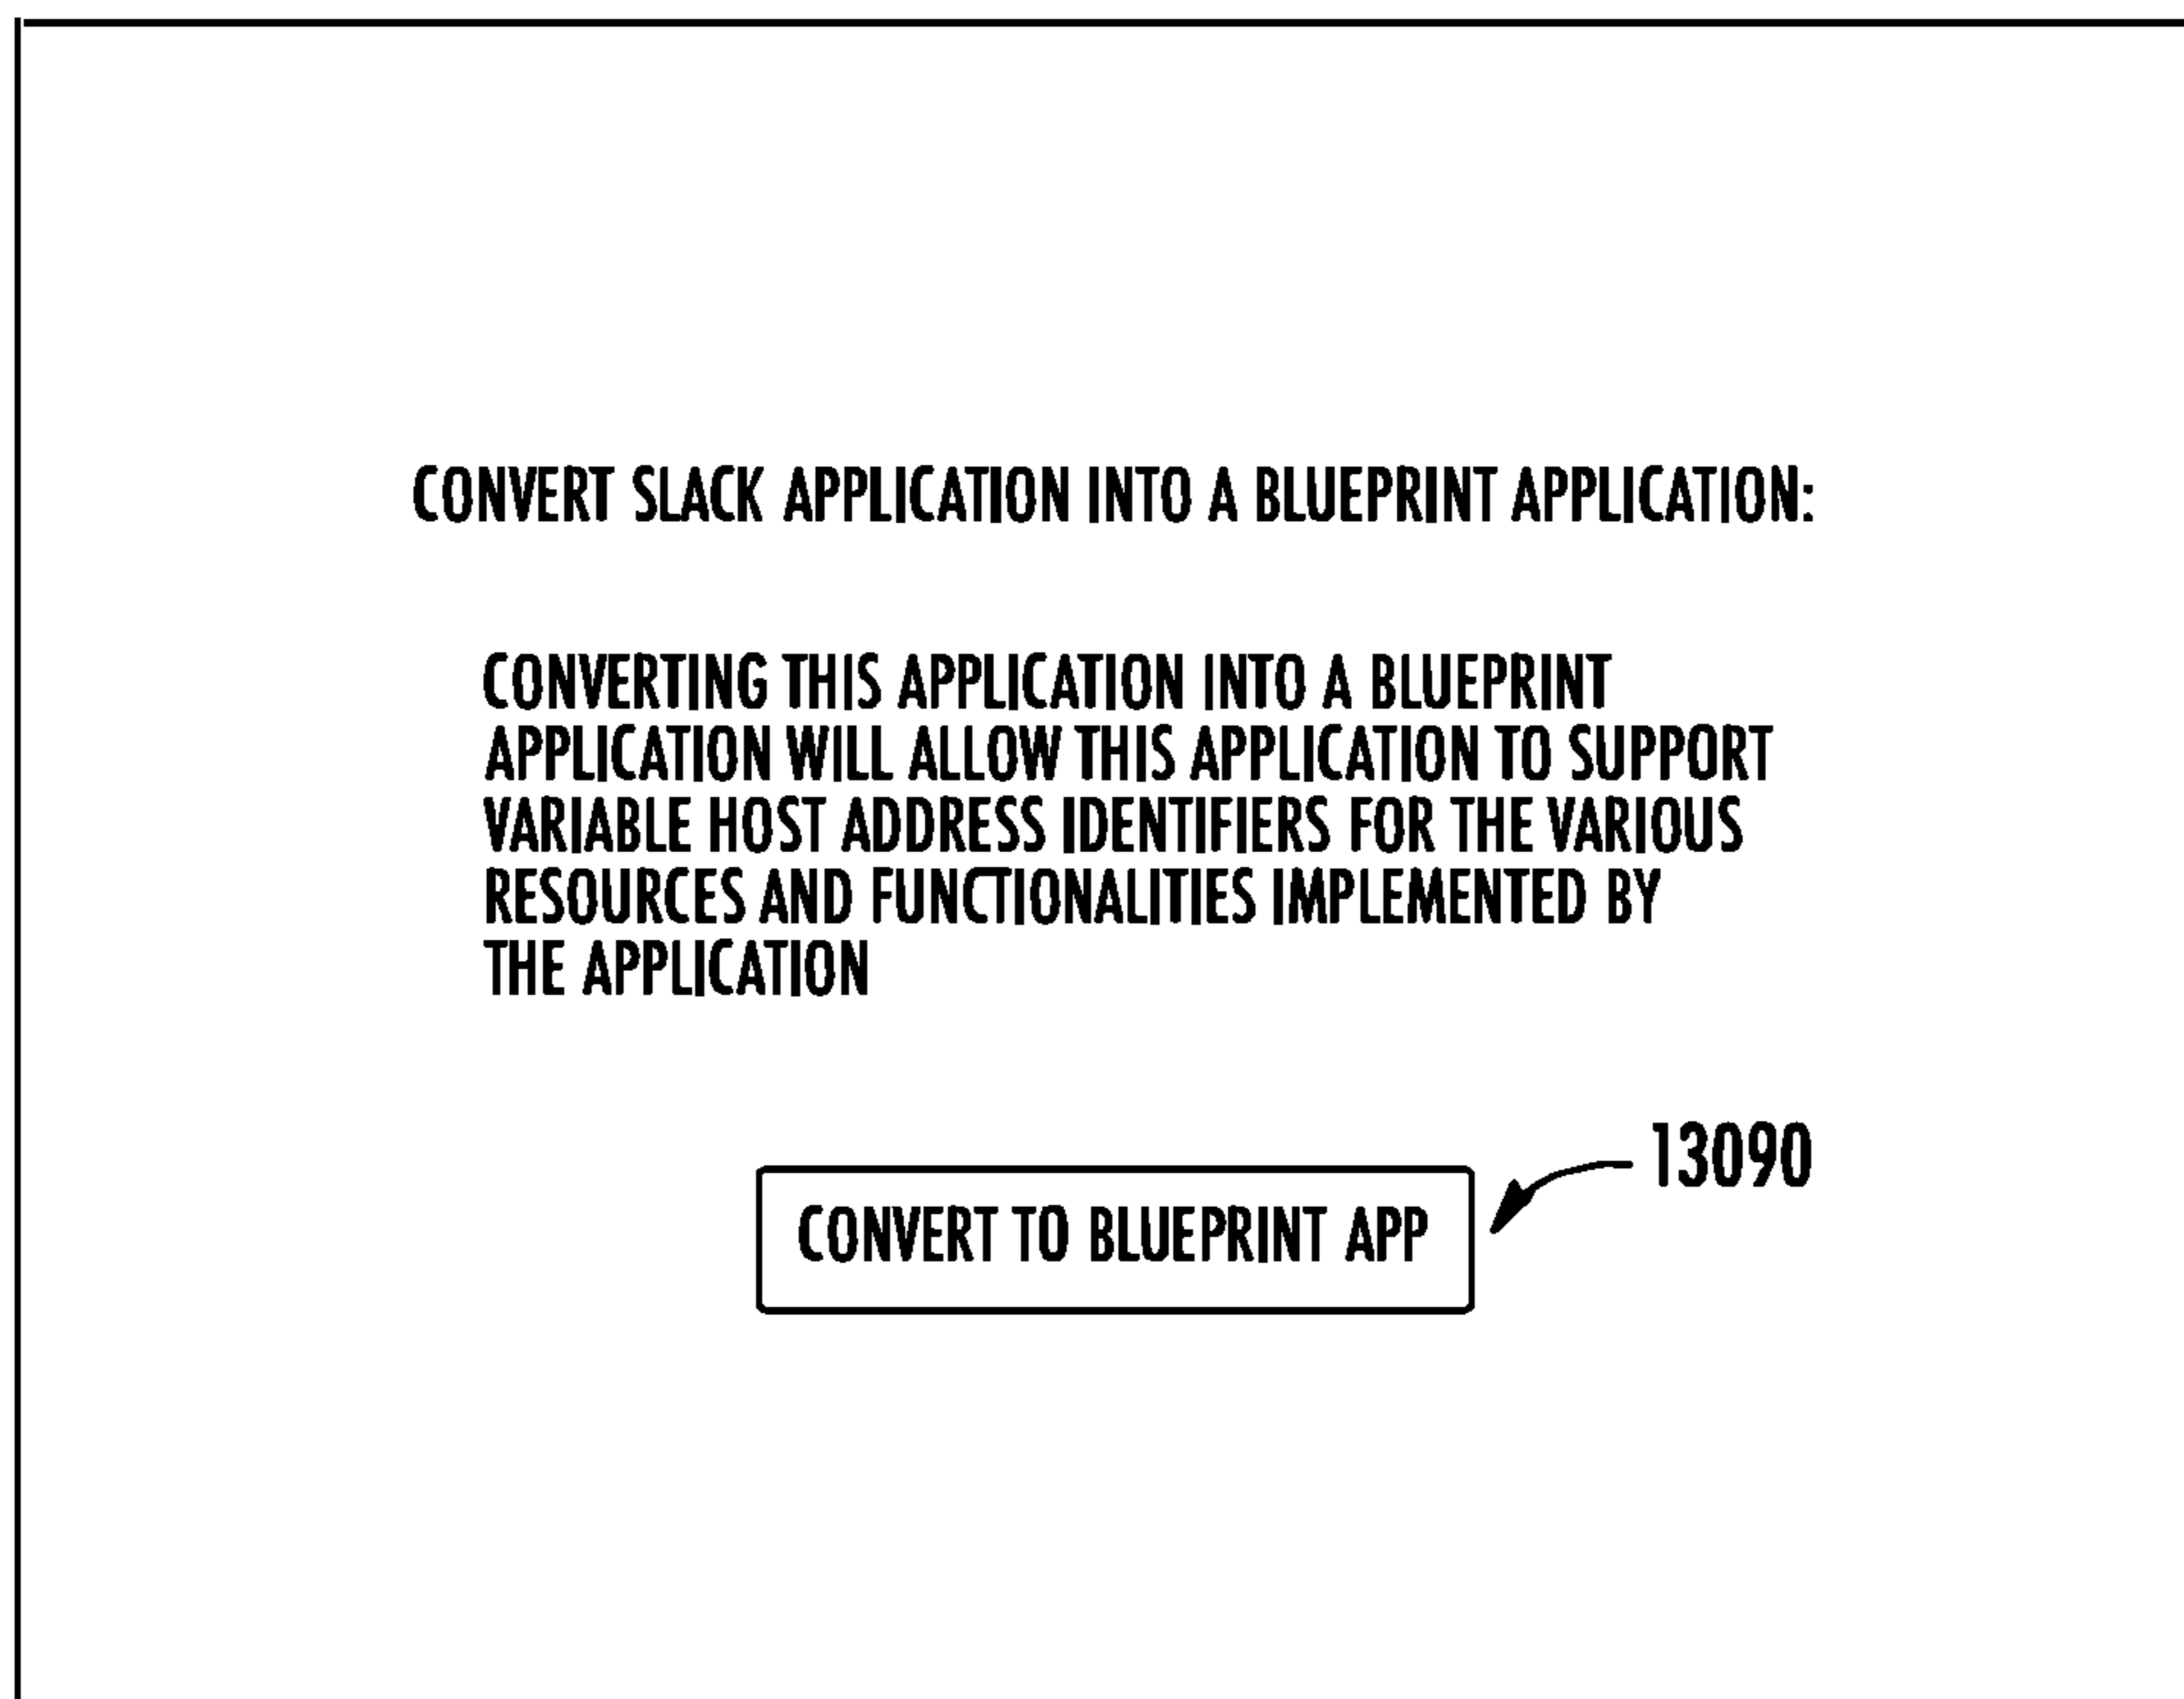 CONVERT SLACK APPLICATION INTO A BLUEPRINT APPLICATION:
CONVERTING THIS APPLICATION INTO A BLUEPRINT
APPLICATION WILL ALLOW THIS APPLICATION TO SUPPORT
VARIABLE HOST ADDRESS IDENTIFIERS FOR THE VARIOUS
RESOURCES AND FUNCTIONALITIES IMPLEMENTED BY
THE APPLICATION
13090
CONVERT TO BLUEPRINT APP